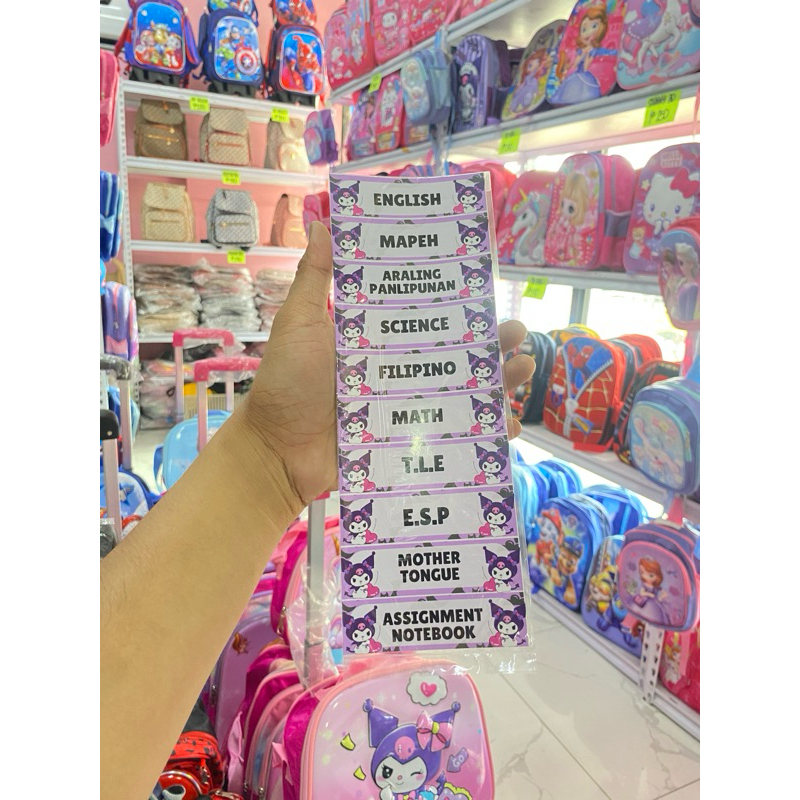 ENGLISH
MAPEH
ARALING
PANLIPUNAN
SCIENCE
FILIPINO
MATH
T.L.E
E.S.P
MOTHER
TONGUE
ASSIGNMENT
NOTEBOOK